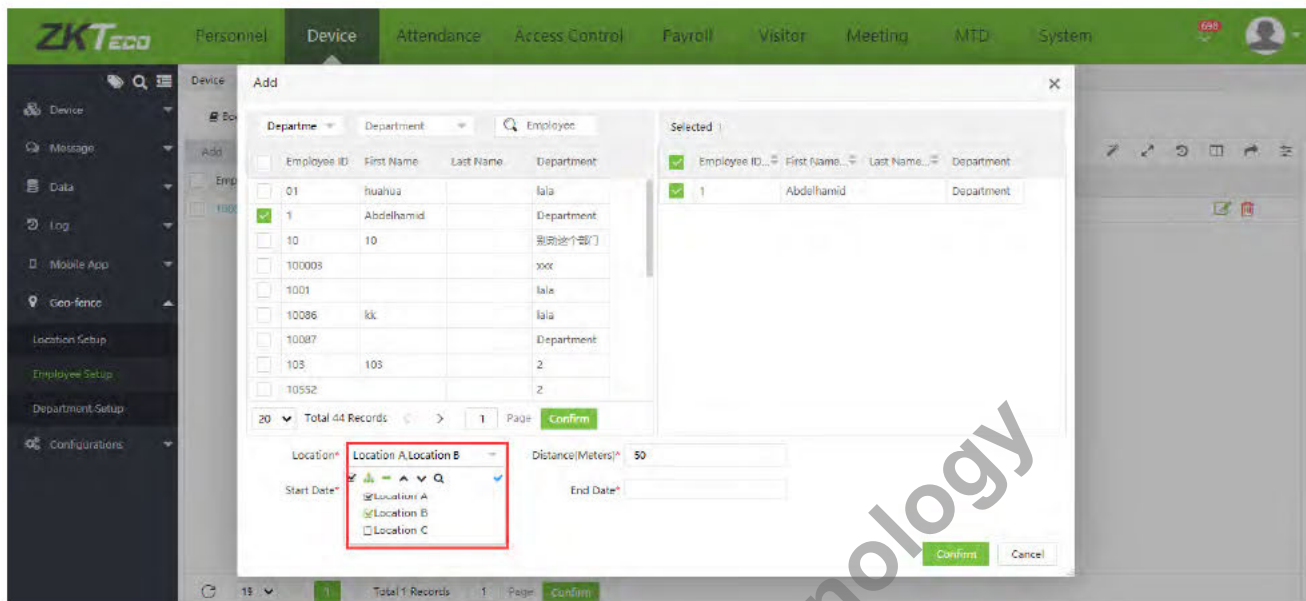 ZKTeco Personnel Device Attendance Access Control Payroll Visitor Meeting MTD System 698
Device
Message
Data
Log
Mobile App
Geo-fence
Location Setup
Employee Setup
Department Setup
Configurations
Device
Add
Emp
Add
Departme Department Employee
Employee ID First Name Last Name Department
01 huahua lala
1 Abdelhamid Department
10 10 别动这个部门
100003 xxx
1001 lala
10086 kk lala
10087 Department
103 103 2
10552 2
20 Total 44 Records 1 Page Confirm
Selected 1
Employee ID... First Name... Last Name... Department
1 Abdelhamid Department
Location* Location A,Location B Distance(Meters)* 50
Location A
Location B
Location C
Start Date* End Date*
Confirm Cancel
1 Total 1 Records 1 Page Confirm
nology